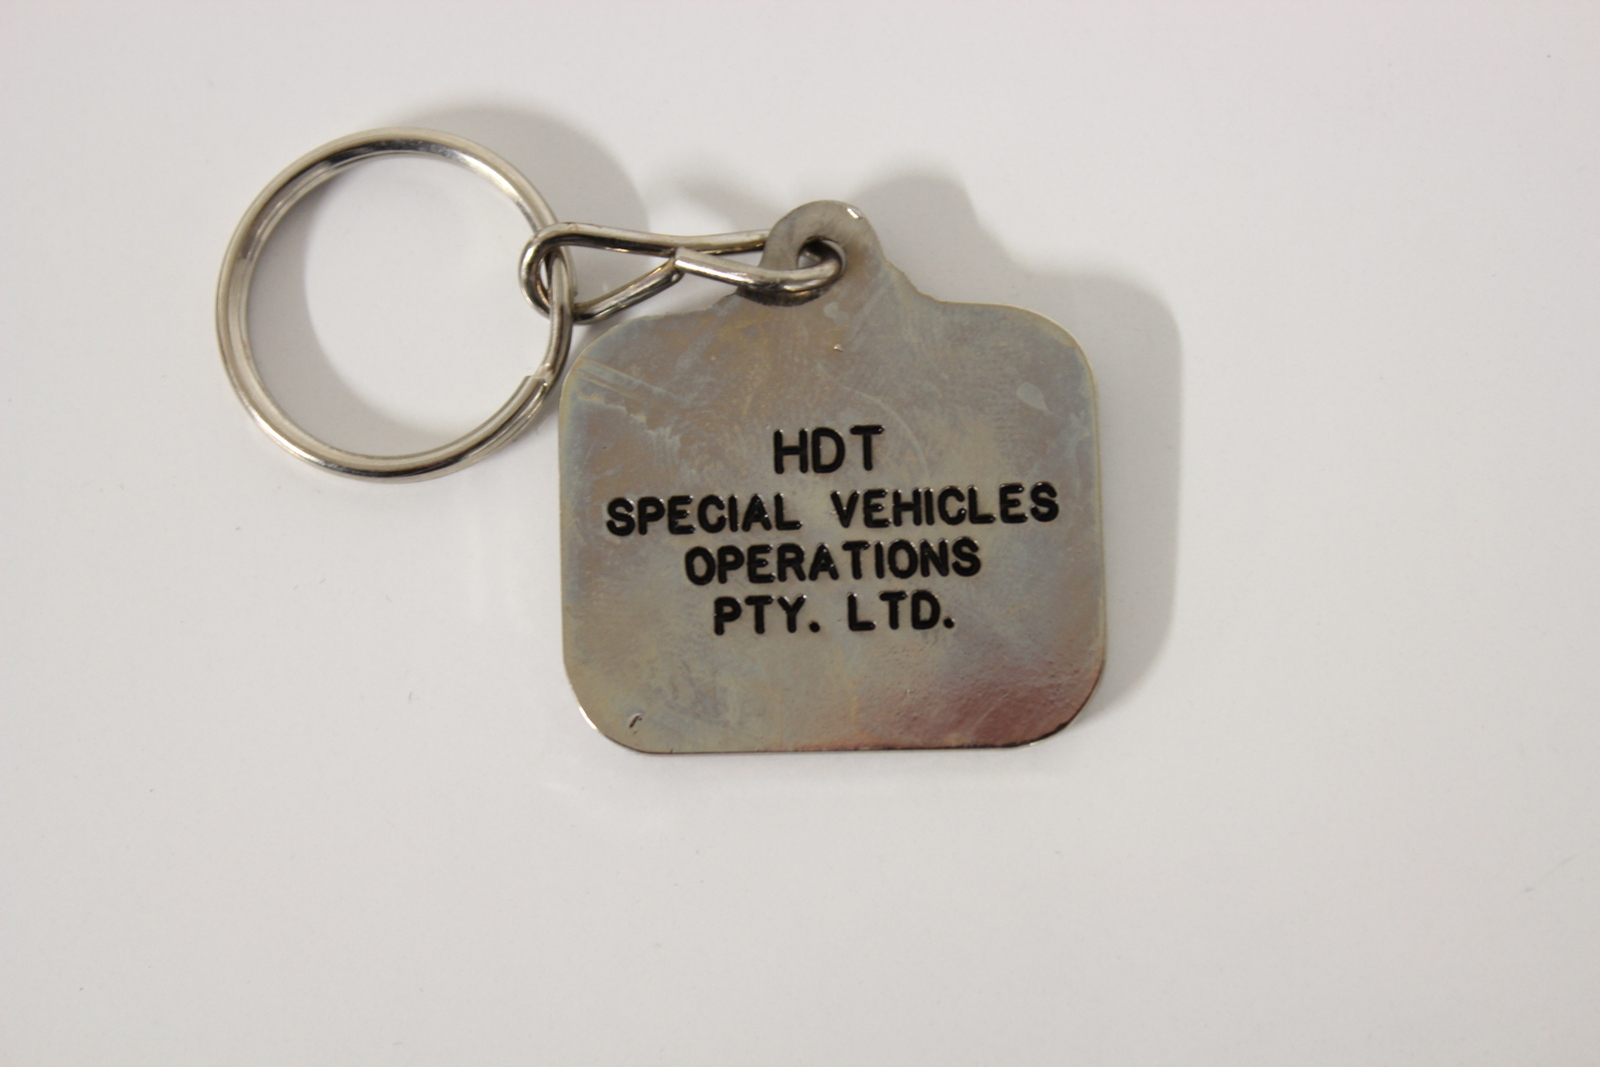 HDT
SPECIAL VEHICLES
OPERATIONS
PTY. LTD.